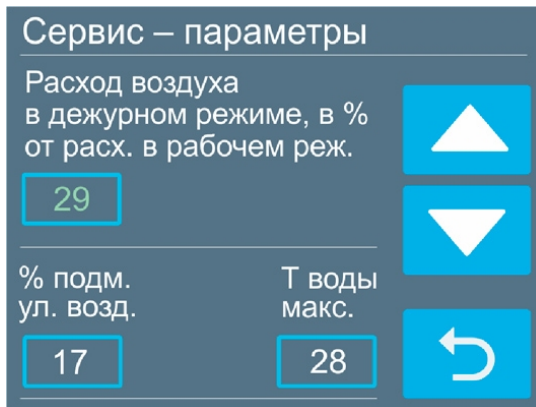 Сервис – параметры
Расход воздуха
в дежурном режиме, в %
от расх. в рабочем реж.
29
% подм.
ул. возд.
17
Т воды
макс.
28